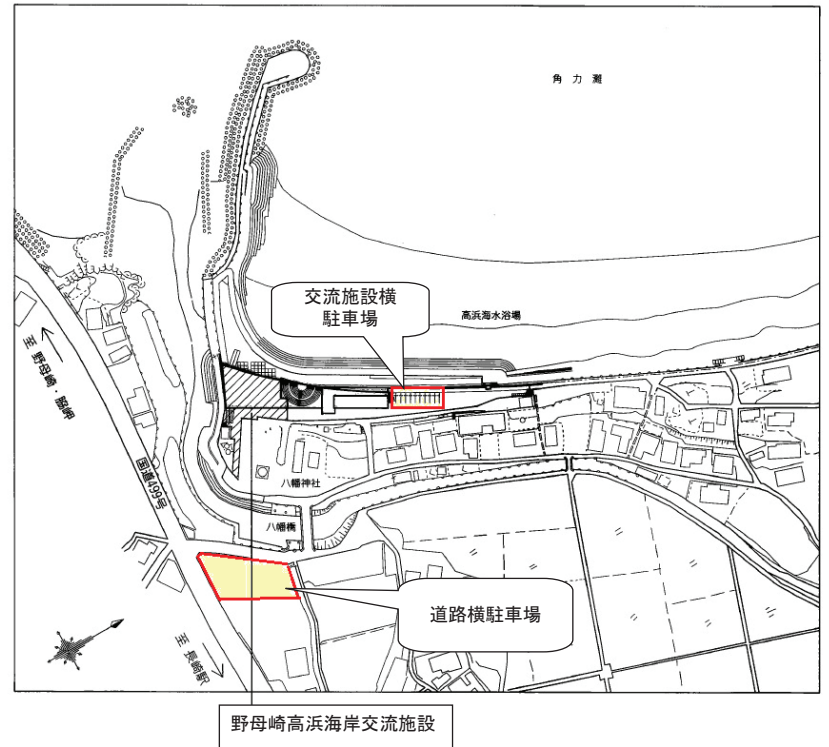 角力灘
交流施設横
駐車場
高浜海水浴場
至 野母崎・脇岬
国道499号
八幡神社
八幡橋
道路横駐車場
至 長崎駅
野母崎高浜海岸交流施設